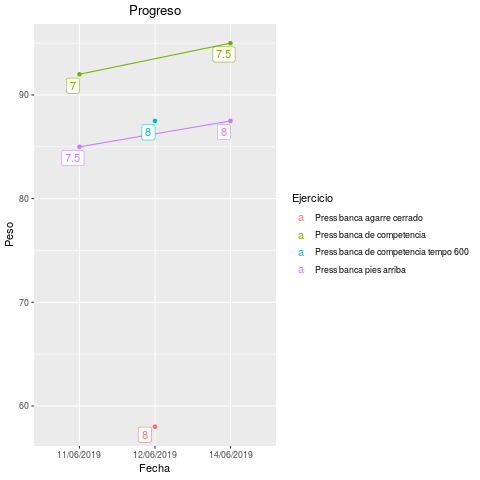 Progreso
Peso
90
80
70
60
7
7.5
8
7.5
8
8
11/06/2019
12/06/2019
14/06/2019
Fecha
Ejercicio
a Press banca agarre cerrado
a Press banca de competencia
a Press banca de competencia tempo 600
a Press banca pies arriba